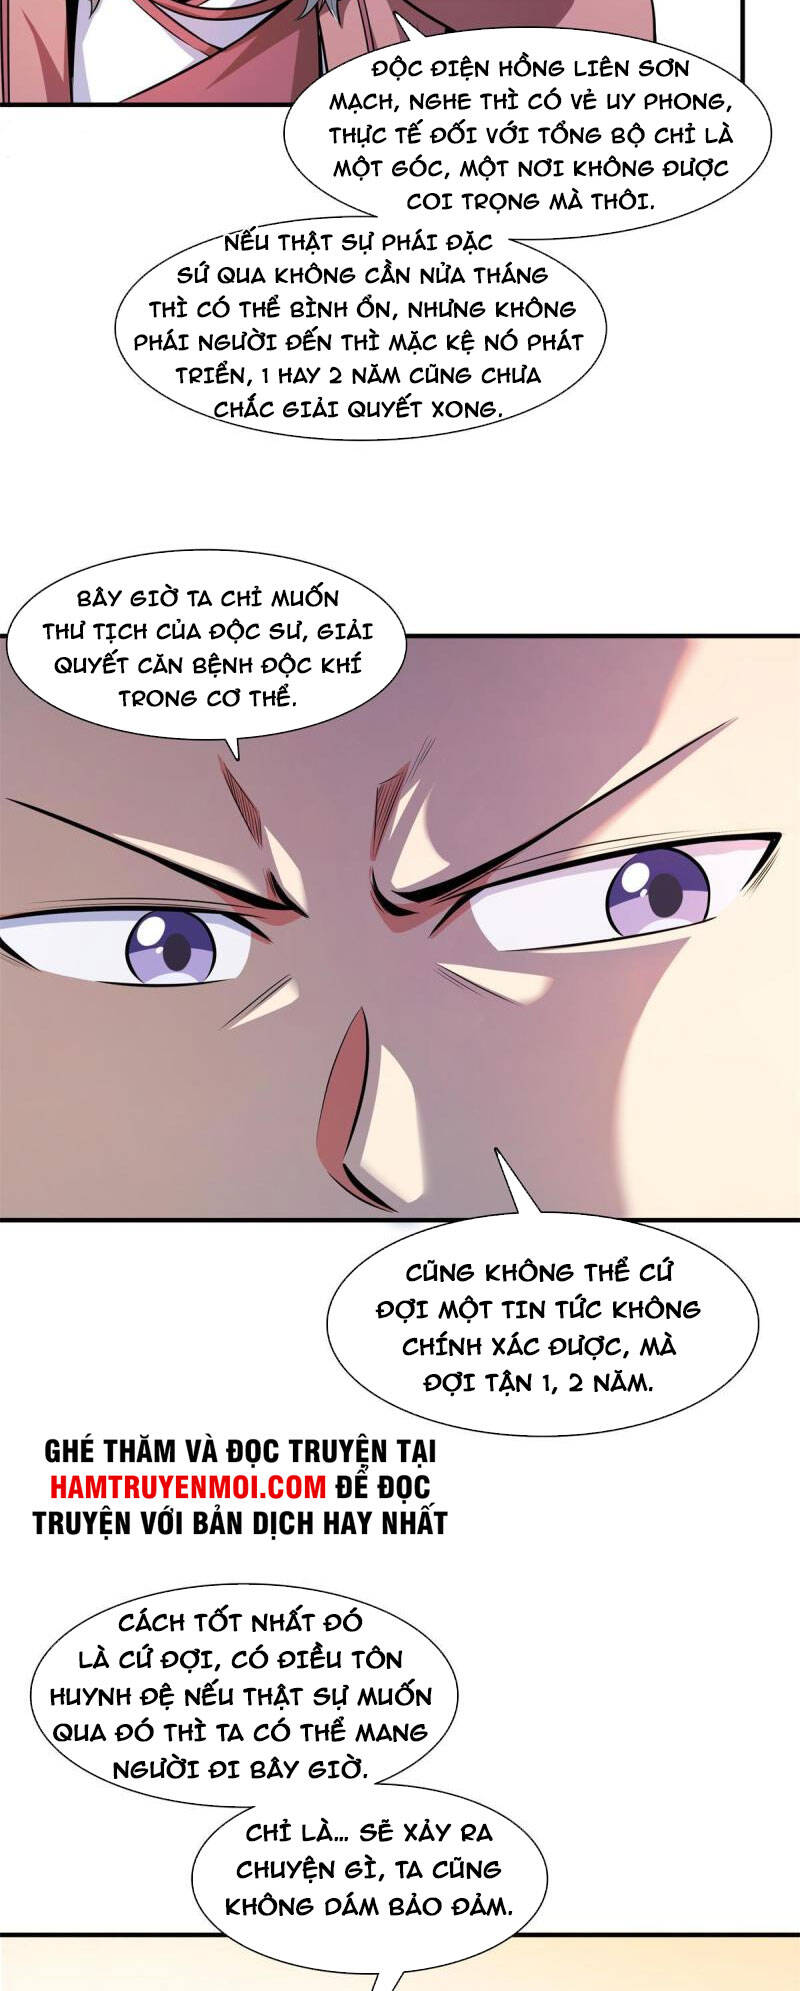 ĐỘC ĐIỆN HỒNG LIÊN SƠN
MẠCH, NGHE THÌ CÓ VẺ UY PHONG,
THỰC TẾ ĐỐI VỚI TỔNG BỘ CHỈ LÀ
MỘT GÓC, MỘT NƠI KHÔNG ĐƯỢC
COI TRỌNG MÀ THÔI.
NẾU THẬT SỰ PHÁI ĐẶC
SỨ QUA KHÔNG CẦN NỬA THÁNG
THÌ CÓ THỂ BÌNH ỔN, NHƯNG KHÔNG
PHÁI NGƯỜI ĐẾN THÌ MẶC KỆ NÓ PHÁT
TRIỂN, 1 HAY 2 NĂM CŨNG CHƯA
CHẮC GIẢI QUYẾT XONG.
BÂY GIỜ TA CHỈ MUỐN
THƯ TỊCH CỦA ĐỘC SƯ, GIẢI
QUYẾT CĂN BỆNH ĐỘC KHÍ
TRONG CƠ THỂ.
CŨNG KHÔNG THỂ CỨ
ĐỢI MỘT TIN TỨC KHÔNG
CHÍNH XÁC ĐƯỢC, MÀ
ĐỢI TẬN 1, 2 NĂM.
GHÉ THĂM VÀ ĐỌC TRUYỆN TẠI
HAMTRUYENMOI.COM ĐỂ ĐỌC
TRUYỆN VỚI BẢN DỊCH HAY NHẤT
CÁCH TỐT NHẤT ĐÓ
LÀ CỨ ĐỢI, CÓ ĐIỀU TÔN
HUYNH ĐỆ NẾU THẬT SỰ MUỐN
QUA ĐÓ THÌ TA CÓ THỂ MANG
NGƯỜI ĐI BÂY GIỜ.
CHỈ LÀ... SẼ XẢY RA
CHUYỆN GÌ, TA CŨNG
KHÔNG DÁM BẢO ĐẢM.